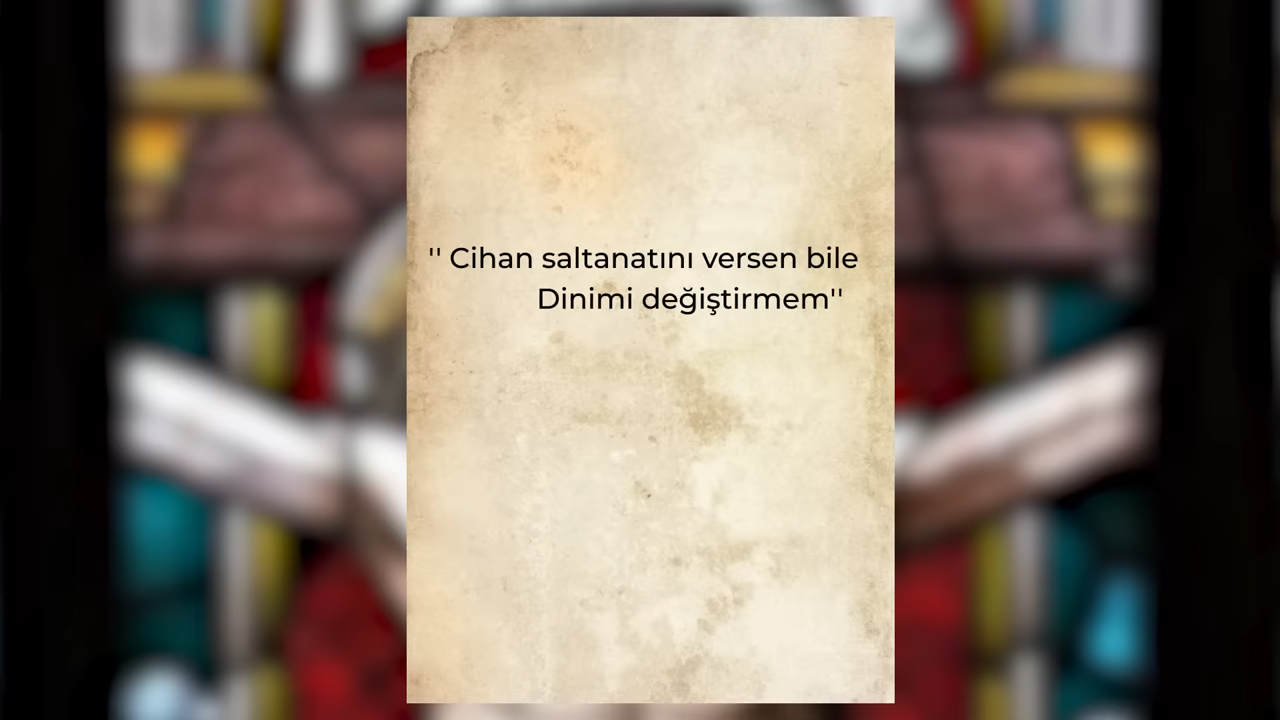 '' Cihan saltanatını versen bile
Dinimi değiştirmem''